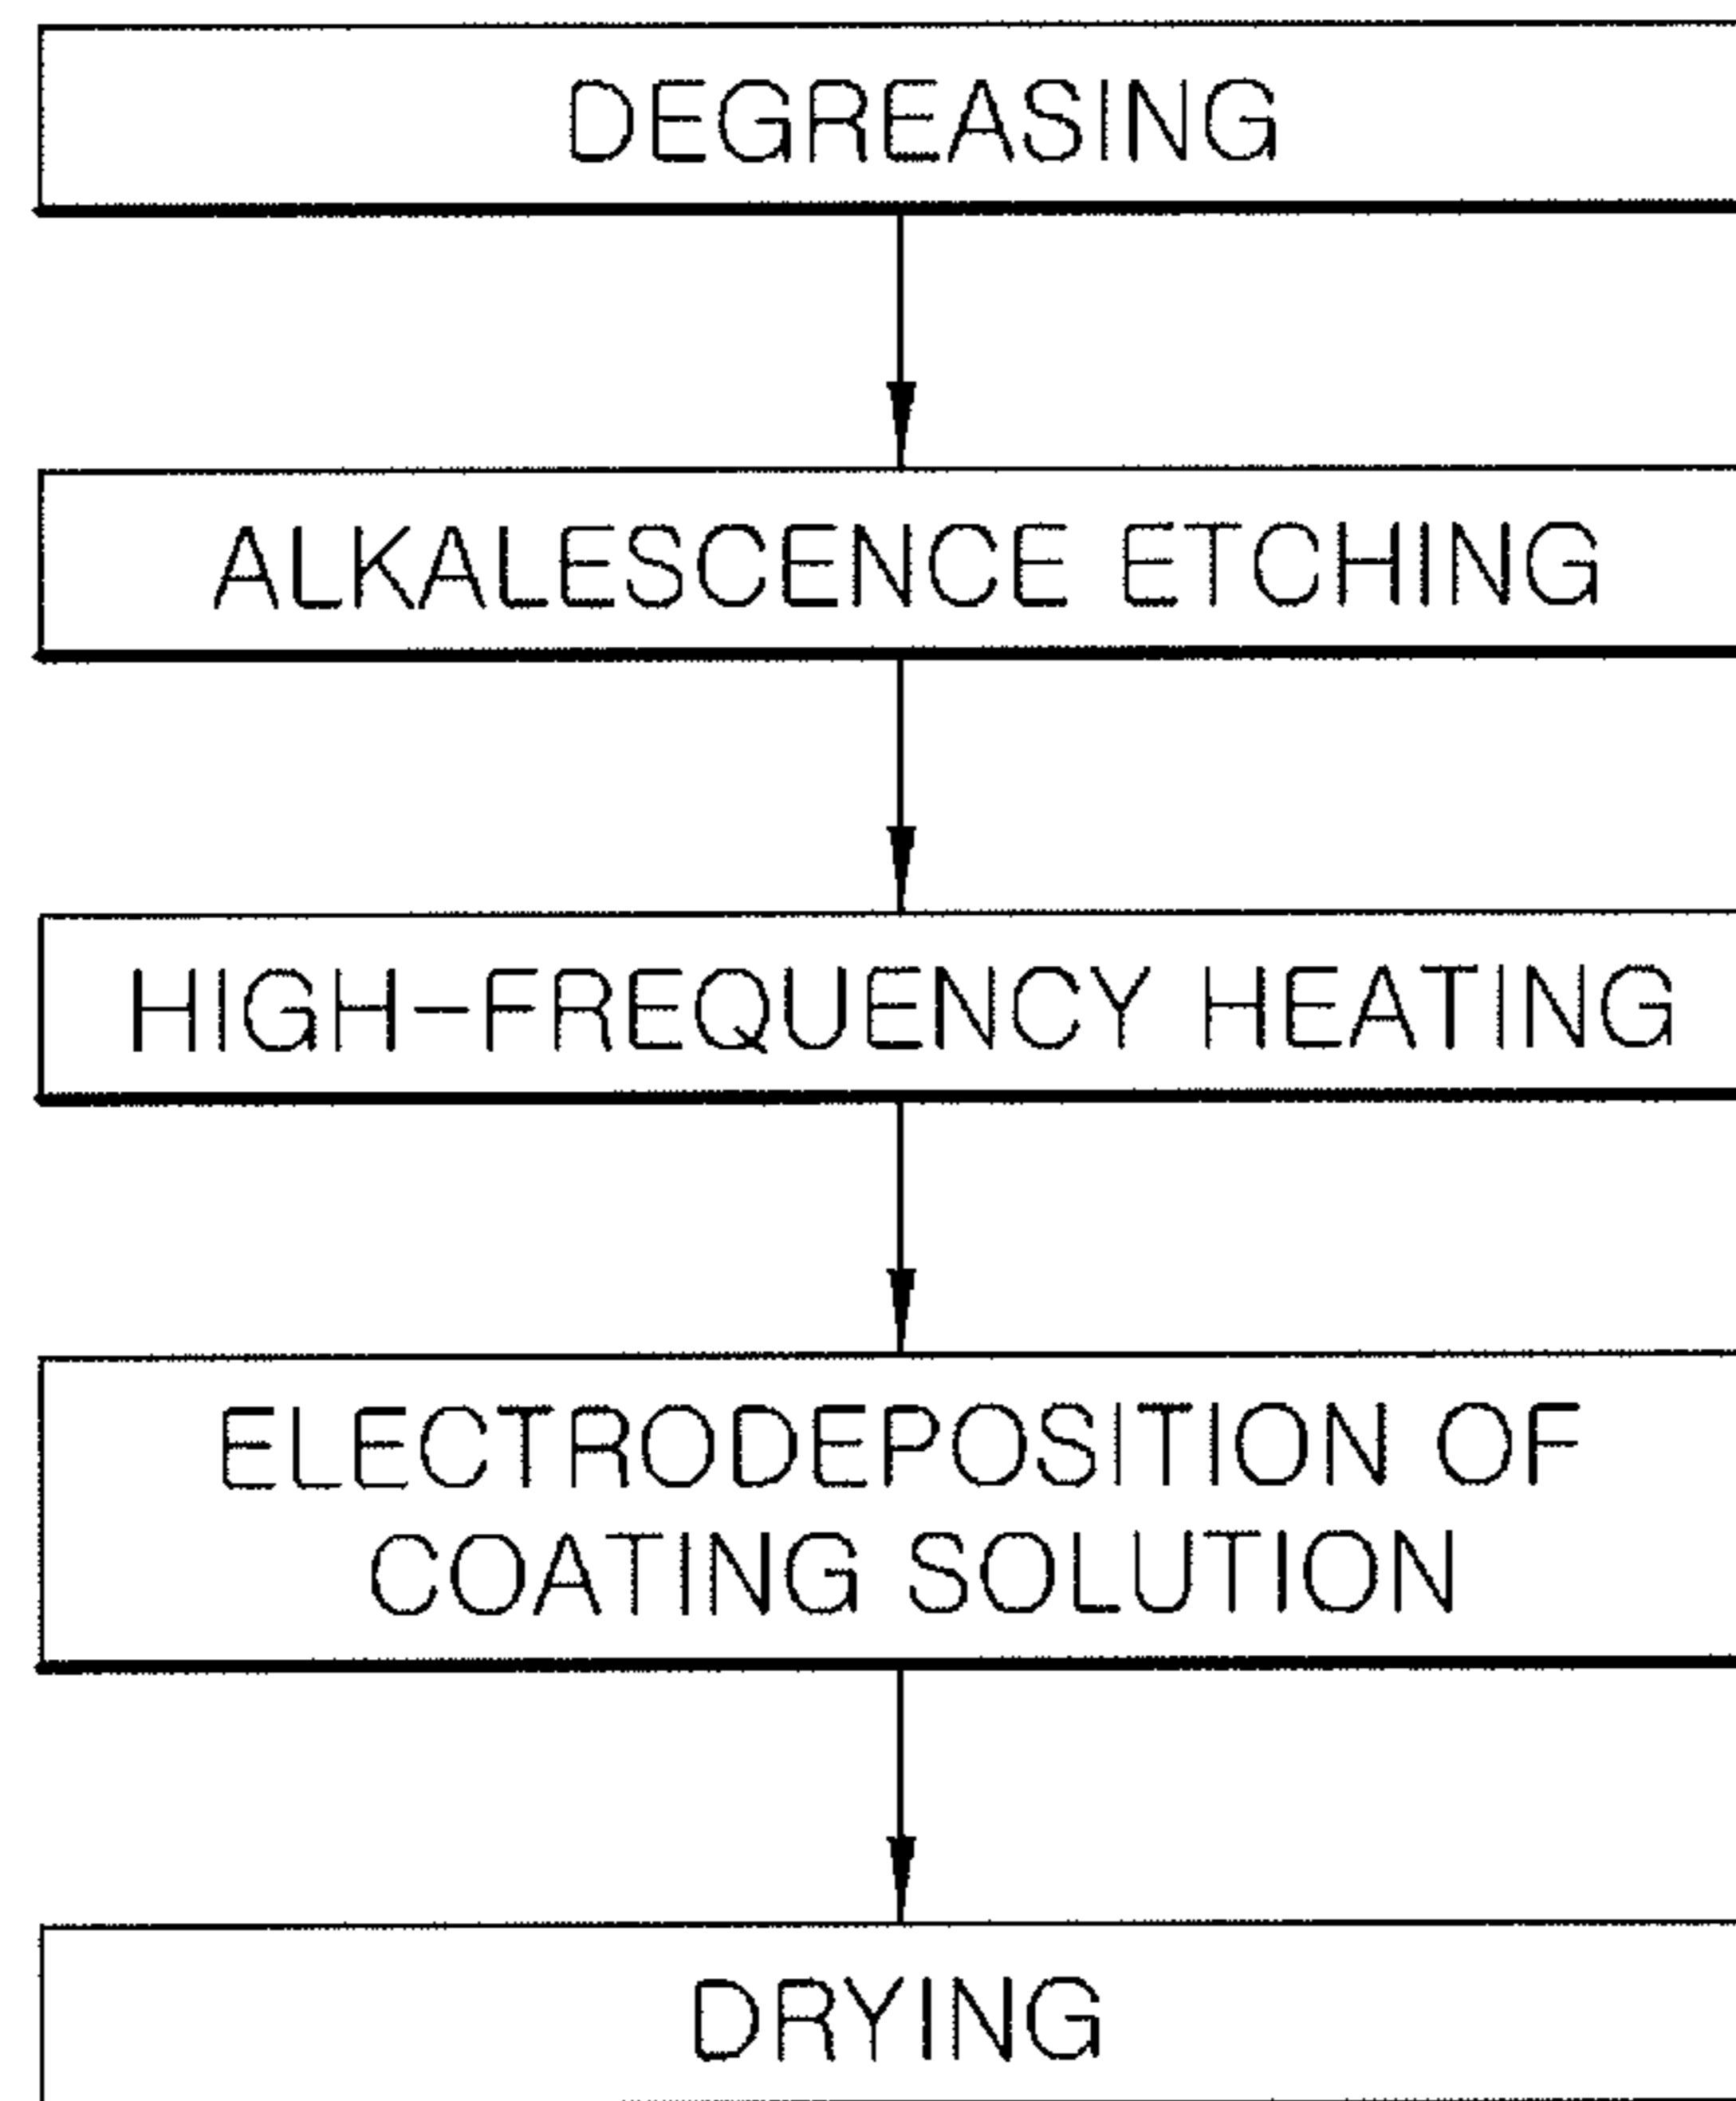 DEGREASING
ALKALESCENCE ETCHING
HIGH-FREQUENCY HEATING
ELECTRODEPOSITION OF
COATING SOLUTION
DRYING